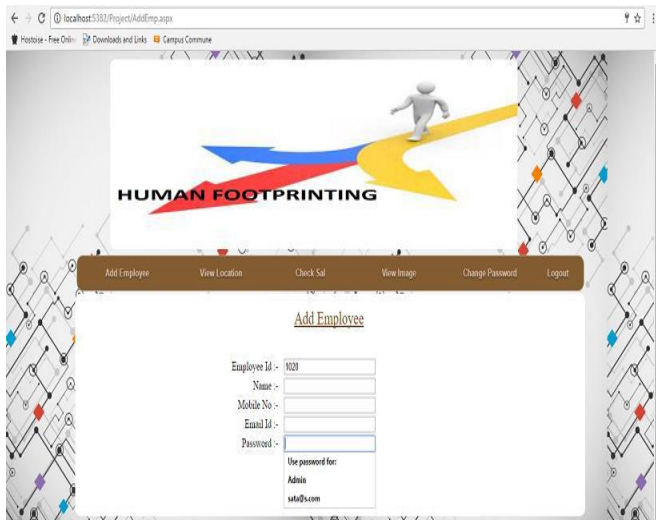 localhost:5382/Project/AddEmp.aspx
Hostoise - Free Onlin Downloads and Links Campus Commune
HUMAN FOOTPRINTING
Add Employee View Location Check Sal View Image Change Password Logout
Add Employee
Employee Id :- 1020
Name :-
Mobile No :-
Email Id :-
Password :-
Use password for:
Admin
sata@s.com